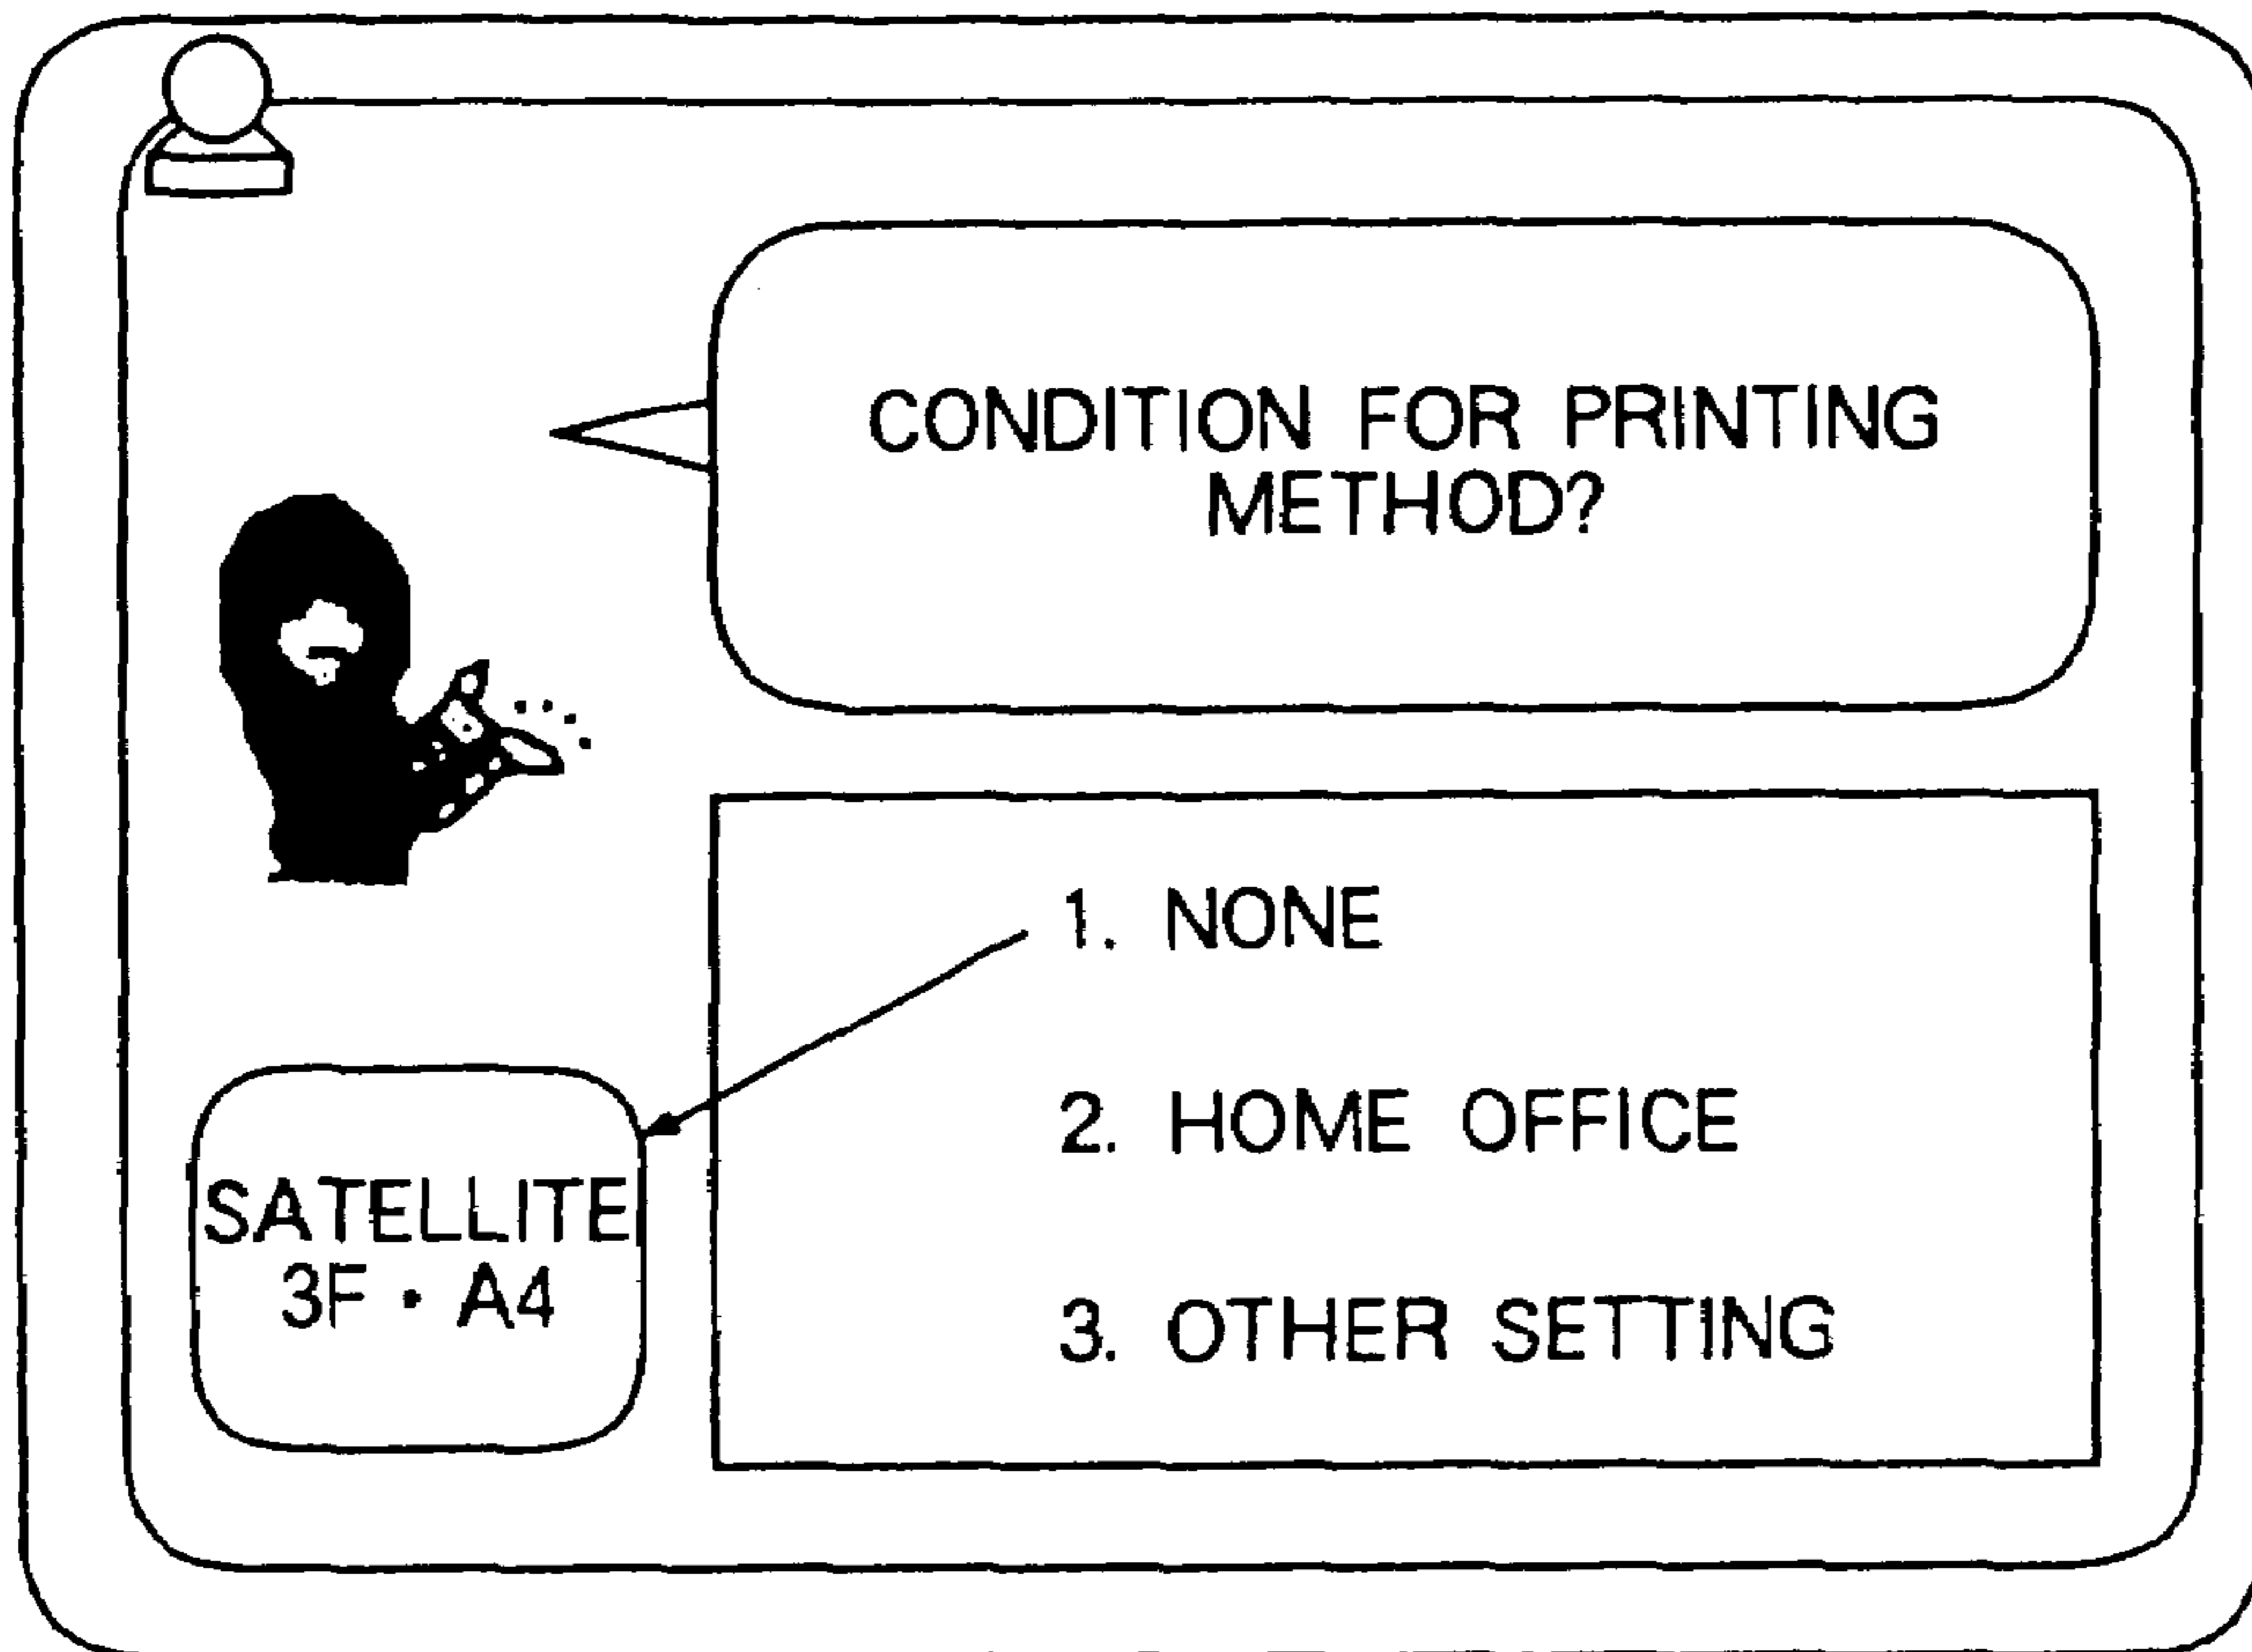 CONDITION FOR PRINTING
METHOD?
1. NONE
2. HOME OFFICE
3. OTHER SETTING
SATELLITE
3F・A4